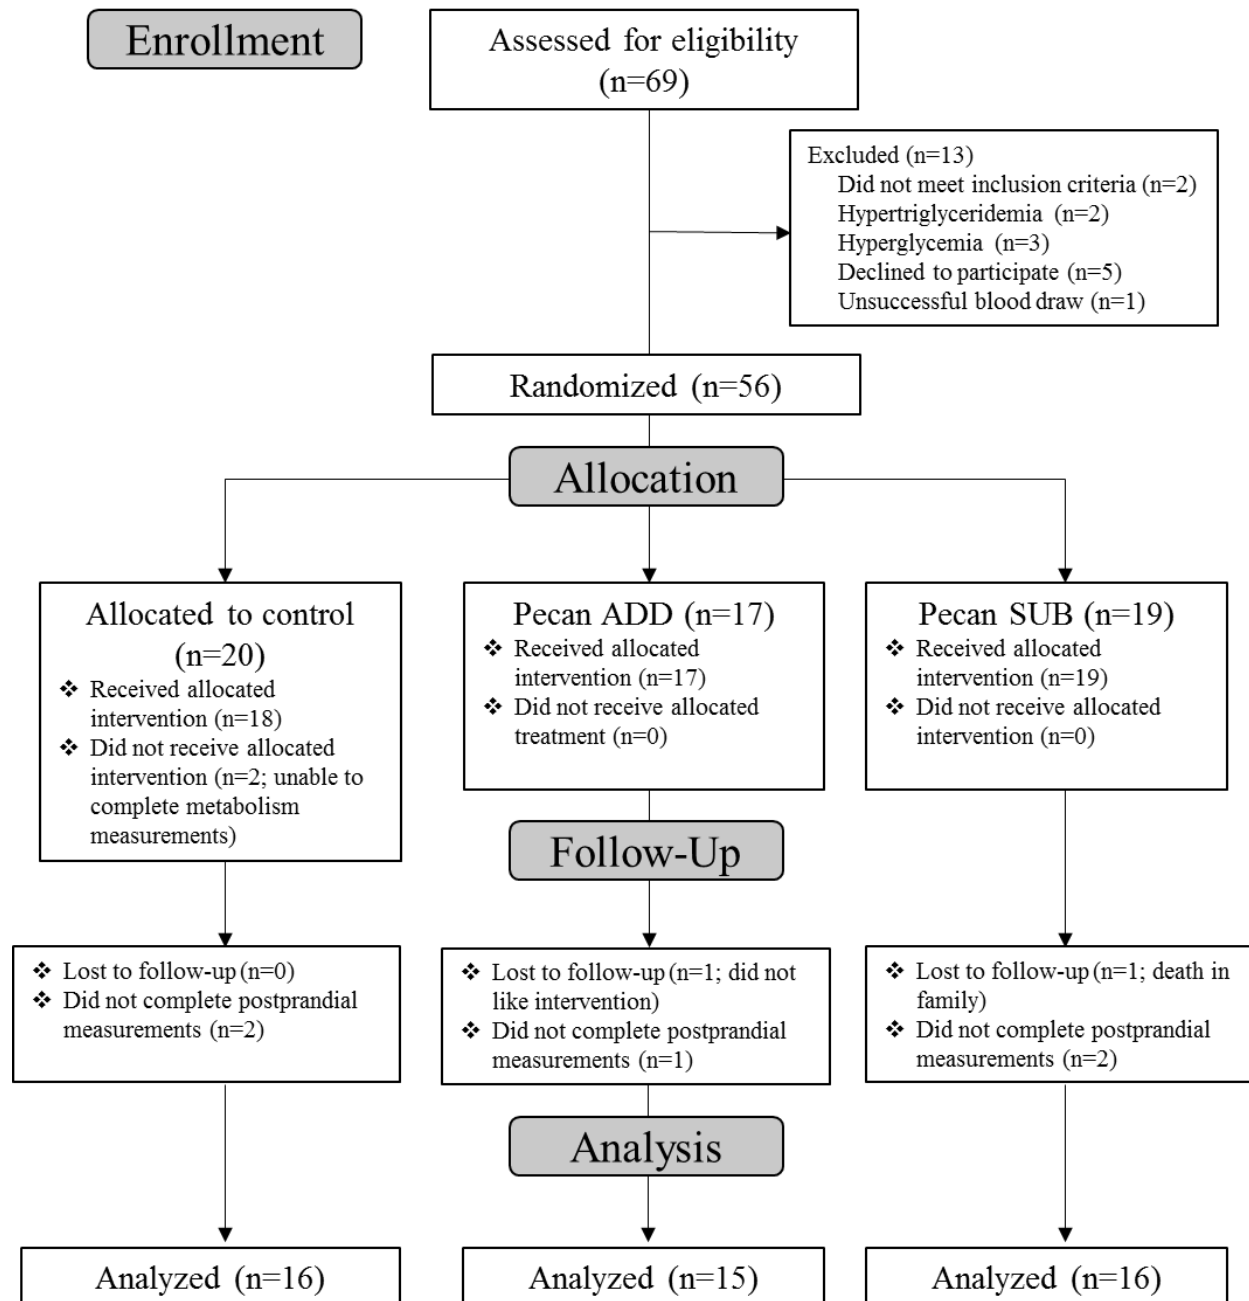 Enrollment
Assessed for eligibility
(n=69)
Excluded (n=13)
Did not meet inclusion criteria (n=2)
Hypertriglyceridemia (n=2)
Hyperglycemia (n=3)
Declined to participate (n=5)
Unsuccessful blood draw (n=1)
Randomized (n=56)
Allocation
Allocated to control
(n=20)
❖ Received allocated
intervention (n=18)
❖ Did not receive allocated
intervention (n=2; unable to
complete metabolism
measurements)
Pecan ADD (n=17)
❖ Received allocated
intervention (n=17)
❖ Did not receive allocated
treatment (n=0)
Pecan SUB (n=19)
❖ Received allocated
intervention (n=19)
❖ Did not receive allocated
intervention (n=0)
Follow-Up
❖ Lost to follow-up (n=0)
❖ Did not complete postprandial
measurements (n=2)
❖ Lost to follow-up (n=1; did not
like intervention)
❖ Did not complete postprandial
measurements (n=1)
❖ Lost to follow-up (n=1; death in
family)
❖ Did not complete postprandial
measurements (n=2)
Analysis
Analyzed (n=16)
Analyzed (n=15)
Analyzed (n=16)